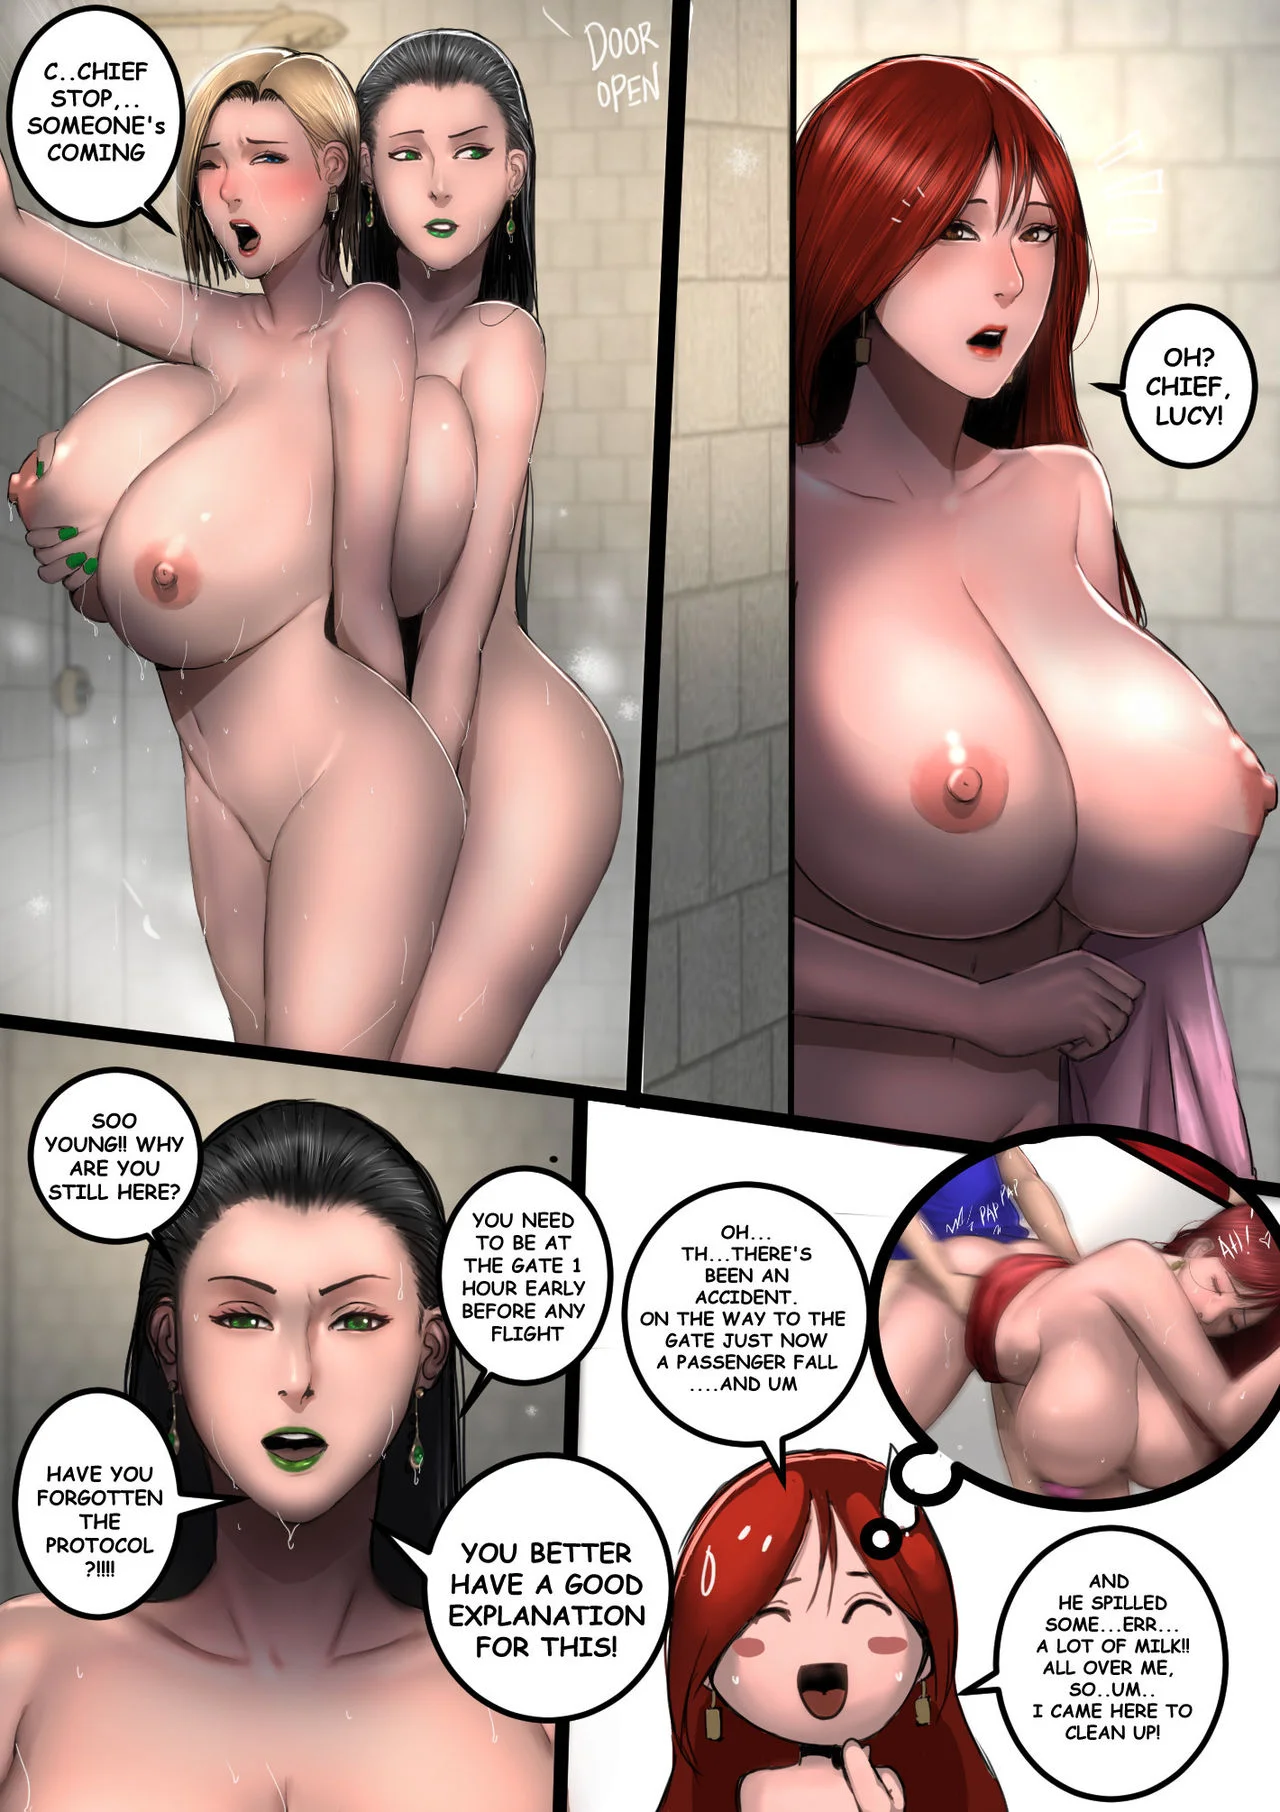 C..CHIEF
STOP,..
SOMEONE's
COMING
DOOR
OPEN
OH?
CHIEF,
LUCY!
SOO
YOUNG!! WHY
ARE YOU
STILL HERE?
YOU NEED
TO BE AT
THE GATE 1
HOUR EARLY
BEFORE ANY
FLIGHT
HAVE YOU
FORGOTTEN
THE
PROTOCOL
?!!!!
YOU BETTER
HAVE A GOOD
EXPLANATION
FOR THIS!
OH...
TH...THERE'S
BEEN AN
ACCIDENT.
ON THE WAY TO THE
GATE JUST NOW
A PASSENGER FALL
....AND UM
PAP
PAP
AH!
AND
HE SPILLED
SOME...ERR...
A LOT OF MILK!!
ALL OVER ME,
SO..UM..
I CAME HERE TO
CLEAN UP!